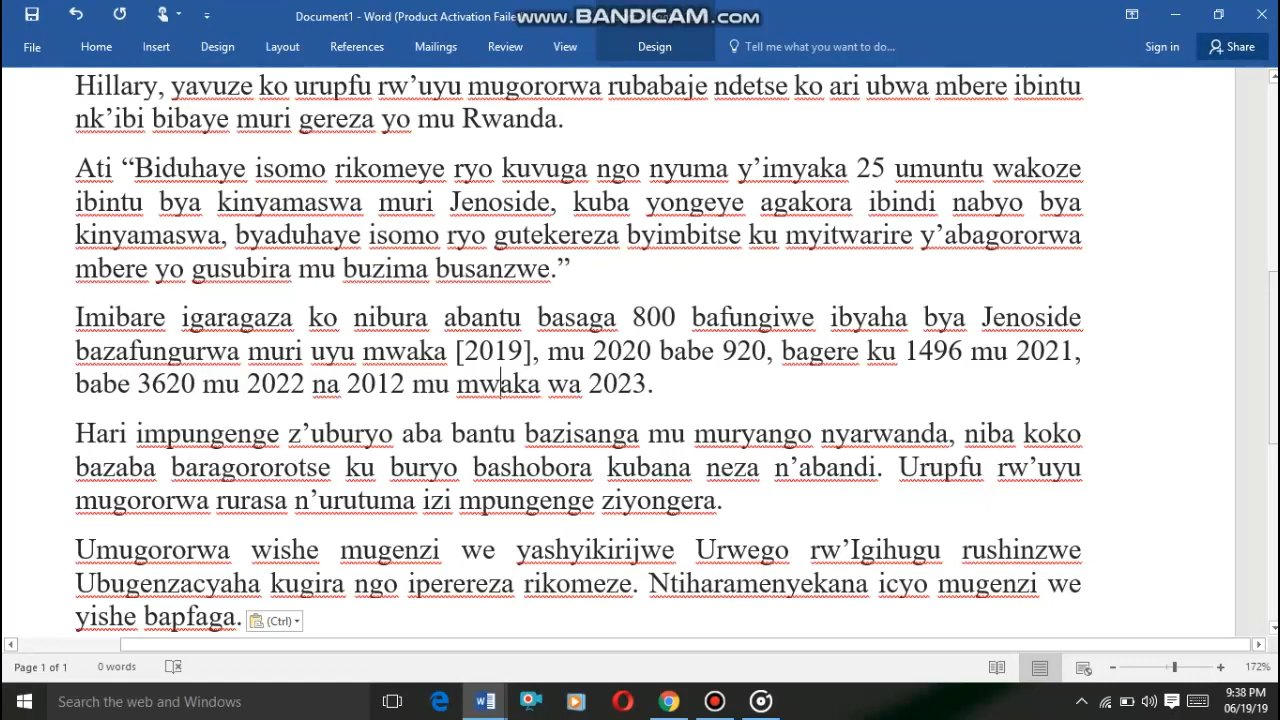 Document1 - Word (Product Activation Faile
www.BANDICAM.com
File Home Insert Design Layout References Mailings Review View Design Tell me what you want to do... Sign in Share
Hillary, yavuze ko urupfu rw’uyu mugororwa rubabaje ndetse ko ari ubwa mbere ibintu
nk’ibi bibaye muri gereza yo mu Rwanda.
Ati “Biduhaye isomo rikomeye ryo kuvuga ngo nyuma y’imyaka 25 umuntu wakoze
ibintu bya kinyamaswa muri Jenoside, kuba yongeye agakora ibindi nabyo bya
kinyamaswa, byaduhaye isomo ryo gutekereza byimbitse ku myitwarire y’abagororwa
mbere yo gusubira mu buzima busanzwe.”
Imibare igaragaza ko nibura abantu basaga 800 bafungiwe ibyaha bya Jenoside
bazafungurwa muri uyu mwaka [2019], mu 2020 babe 920, bagere ku 1496 mu 2021,
babe 3620 mu 2022 na 2012 mu mwaka wa 2023.
Hari impungenge z’uburyo aba bantu bazisanga mu muryango nyarwanda, niba koko
bazaba baragororotse ku buryo bashobora kubana neza n’abandi. Urupfu rw’uyu
mugororwa rurasa n’urutuma izi mpungenge ziyongera.
Umugororwa wishe mugenzi we yashyikirijwe Urwego rw’Igihugu rushinzwe
Ubugenzacyaha kugira ngo iperereza rikomeze. Ntiharamenyekana icyo mugenzi we
yishe bapfaga. (Ctrl)
Page 1 of 1 0 words 172%
Search the web and Windows
9:38 PM
06/19/19